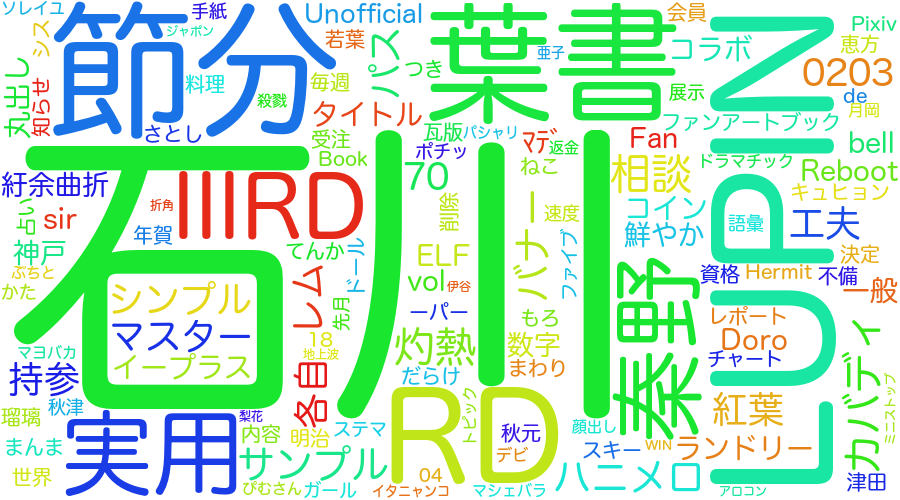 ソレイユ
手紙
Unofficial
会員
Pixiv
ジャポン
若葉
亜子
コラボ
恵方
シス
節分
パス
葉書
LUPIN
0203
丸出し
料理
殺戮
毎週
つき
展示
de
月岡
知らせ
さとし
タイトル
瓦版
パシャリ
ファンアートブック
受注
ポチッ
マデ
返金
Fan
bell
石川
Book
ねこ
相談
ドラマチック
Reboot
紆余曲折
IIIRD
70
削除
速度
コイン
キュヒョン
占い
sir
折角
年賀
鮮やか
語彙
工夫
神戸
てんか
ドール
ELF
バナー
ファイブ
決定
ぷちと
資格
Hermit
不備
かた
シンプル
レム
先月
vol
伊谷
秦野
一般
マスター
ーパー
もろ
レポート
18
灼熱
数字
Doro
マヨバカ
イープラス
地上波
まわり
チャート
カバディ
持参
各自
だらけ
ミニストップ
瑠璃
秋津
実用
梨花
RD
トピック
紅葉
内容
明治
ステマ
秋元
顔出し
まんま
サンプル
デビ
スキー
WIN
ランドリー
世界
04
ハニメロ
津田
ぴむさん
ガール
イタニャンコ
マシェバラ
アロコン